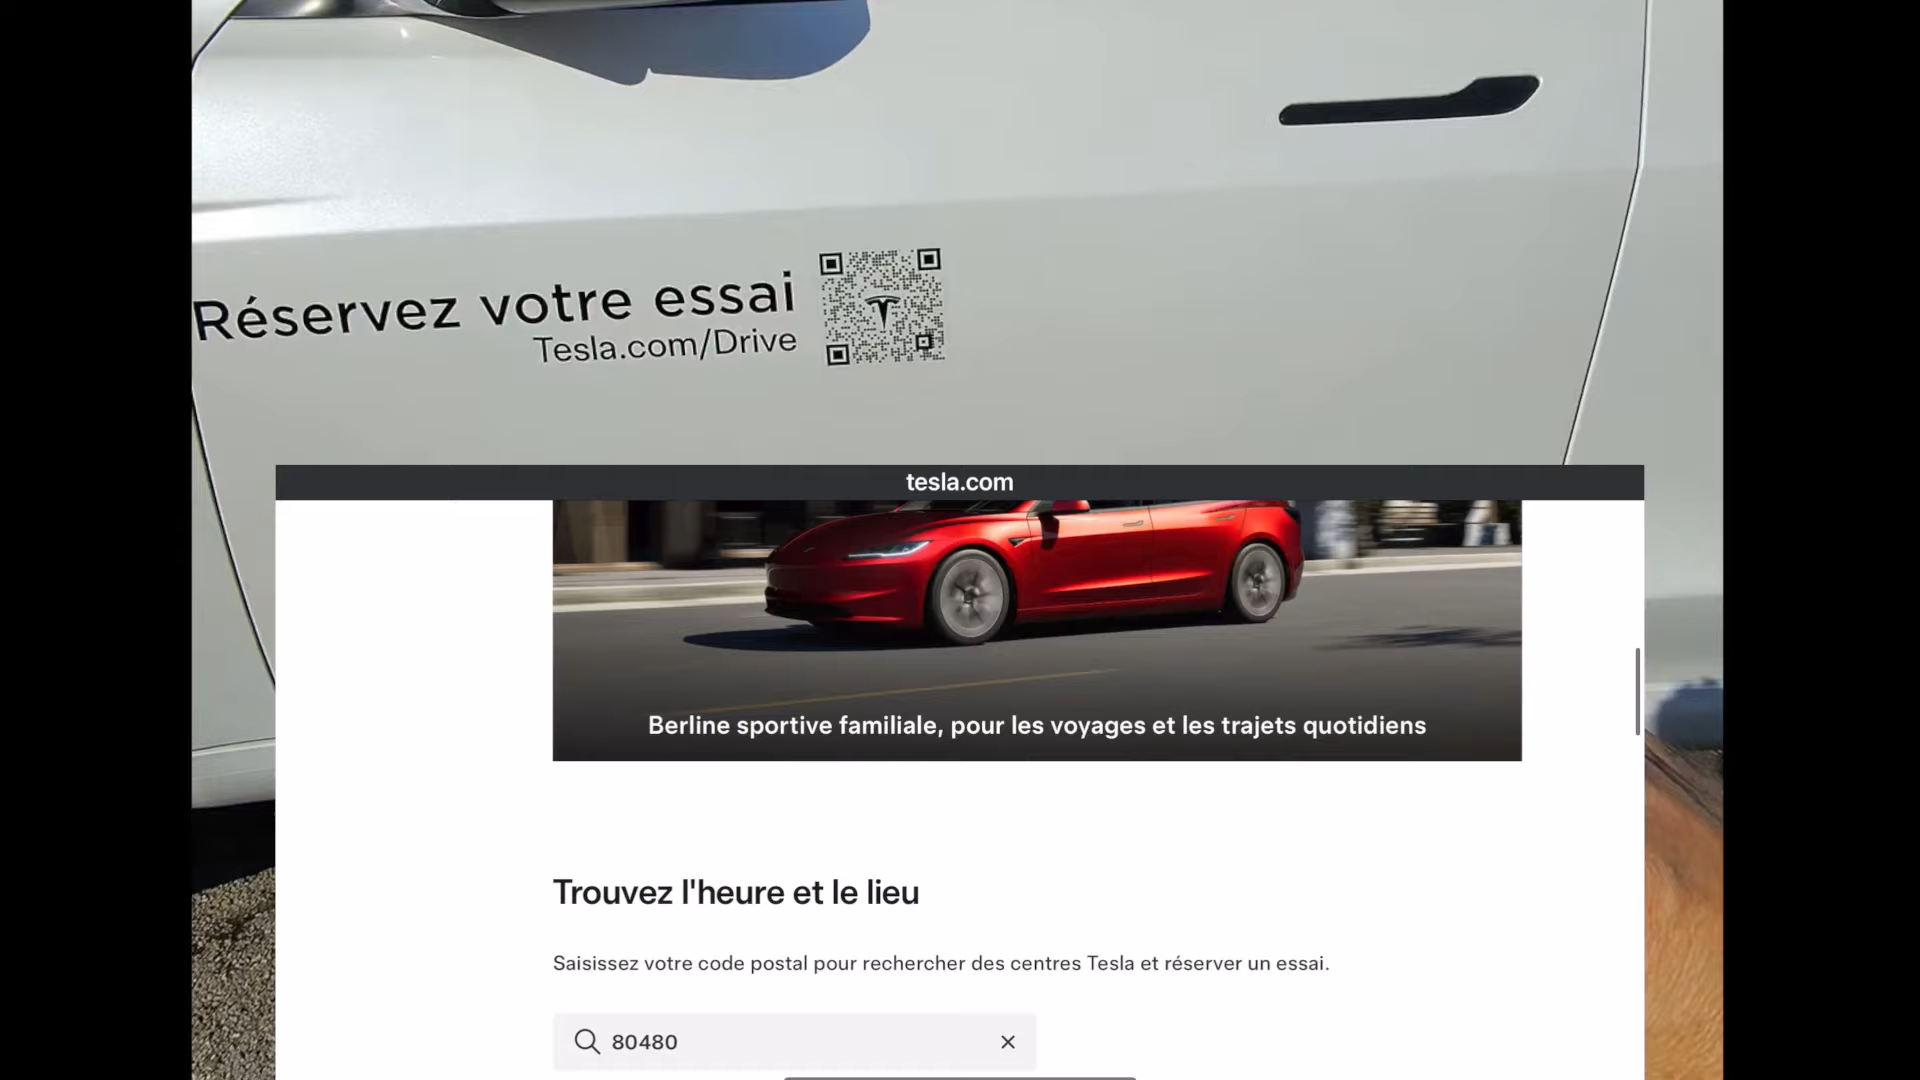 Réservez votre essai
Tesla.com/Drive
tesla.com
Berline sportive familiale, pour les voyages et les trajets quotidiens
Trouvez l'heure et le lieu
Saisissez votre code postal pour rechercher des centres Tesla et réserver un essai.
80480